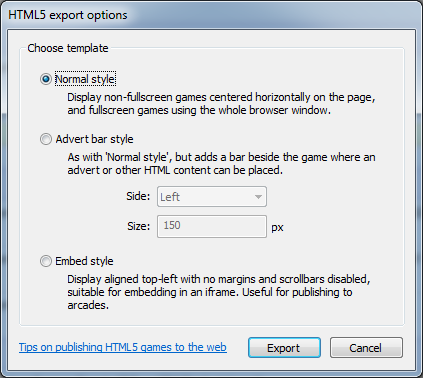 HTML5 export options
Choose template
Normal style
Display non-fullscreen games centered horizontally on the page,
and fullscreen games using the whole browser window.
Advert bar style
As with 'Normal style', but adds a bar beside the game where an
advert or other HTML content can be placed.
Side: Left
Size: 150 px
Embed style
Display aligned top-left with no margins and scrollbars disabled,
suitable for embedding in an iframe. Useful for publishing to
arcades.
Tips on publishing HTML5 games to the web Export Cancel